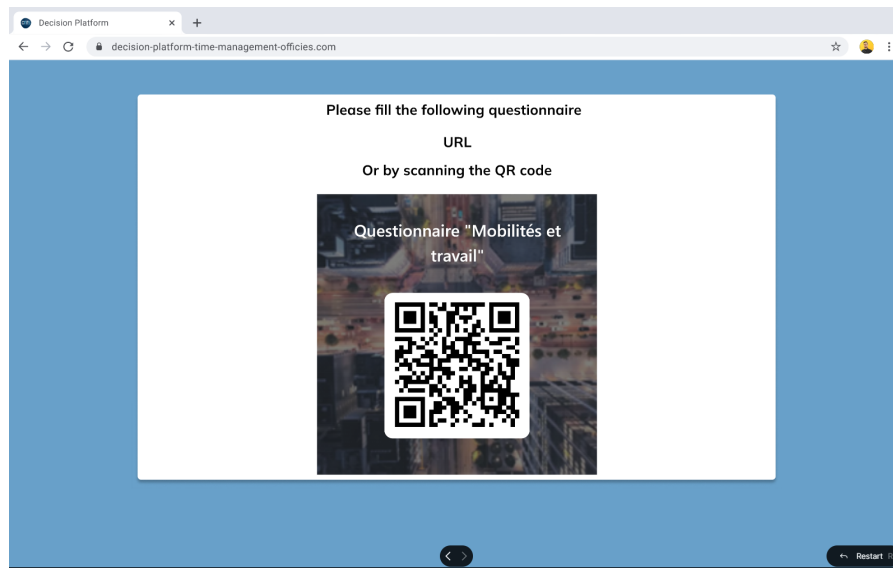 Decision Platform
decision-platform-time-management-officies.com
Please fill the following questionnaire
URL
Or by scanning the QR code
Questionnaire "Mobilités et
travail"
Restart R